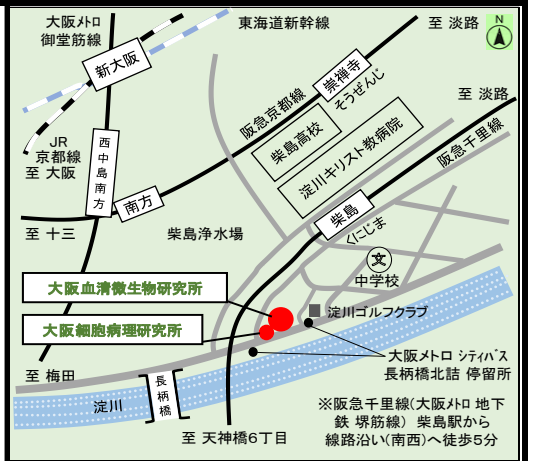 大阪ﾒﾄﾛ
御堂筋線
東海道新幹線
至 淡路
N
新大阪
崇禅寺
そうぜんじ
阪急京都線
至 淡路
柴島高校
淀川キリスト教病院
阪急千里線
JR
京都線
至 大阪
西中島南方
南方
柴島
くにじま
至 十三
柴島浄水場
文
中学校
大阪血清微生物研究所
淀川ゴルフクラブ
大阪細胞病理研究所
大阪メトロ シティバス
長柄橋北詰 停留所
至 梅田
長柄橋
淀川
※阪急千里線(大阪ﾒﾄﾛ 地下
鉄 堺筋線) 柴島駅から
線路沿い(南西)へ徒歩5分
至 天神橋6丁目